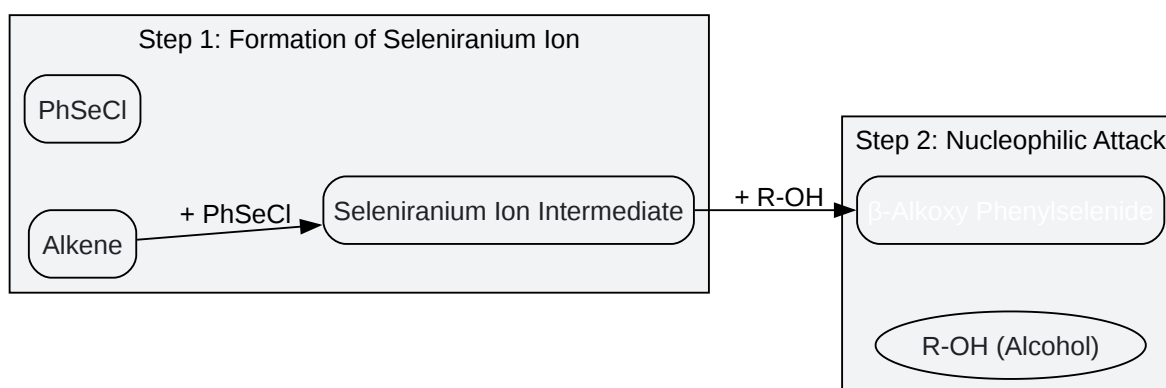 Step 1: Formation of Seleniranium Ion
PhSeCl
Alkene
+ PhSeCl
Seleniranium Ion Intermediate
+ R-OH
Step 2: Nucleophilic Attack
β-Alkoxy Phenylselenide
R-OH (Alcohol)